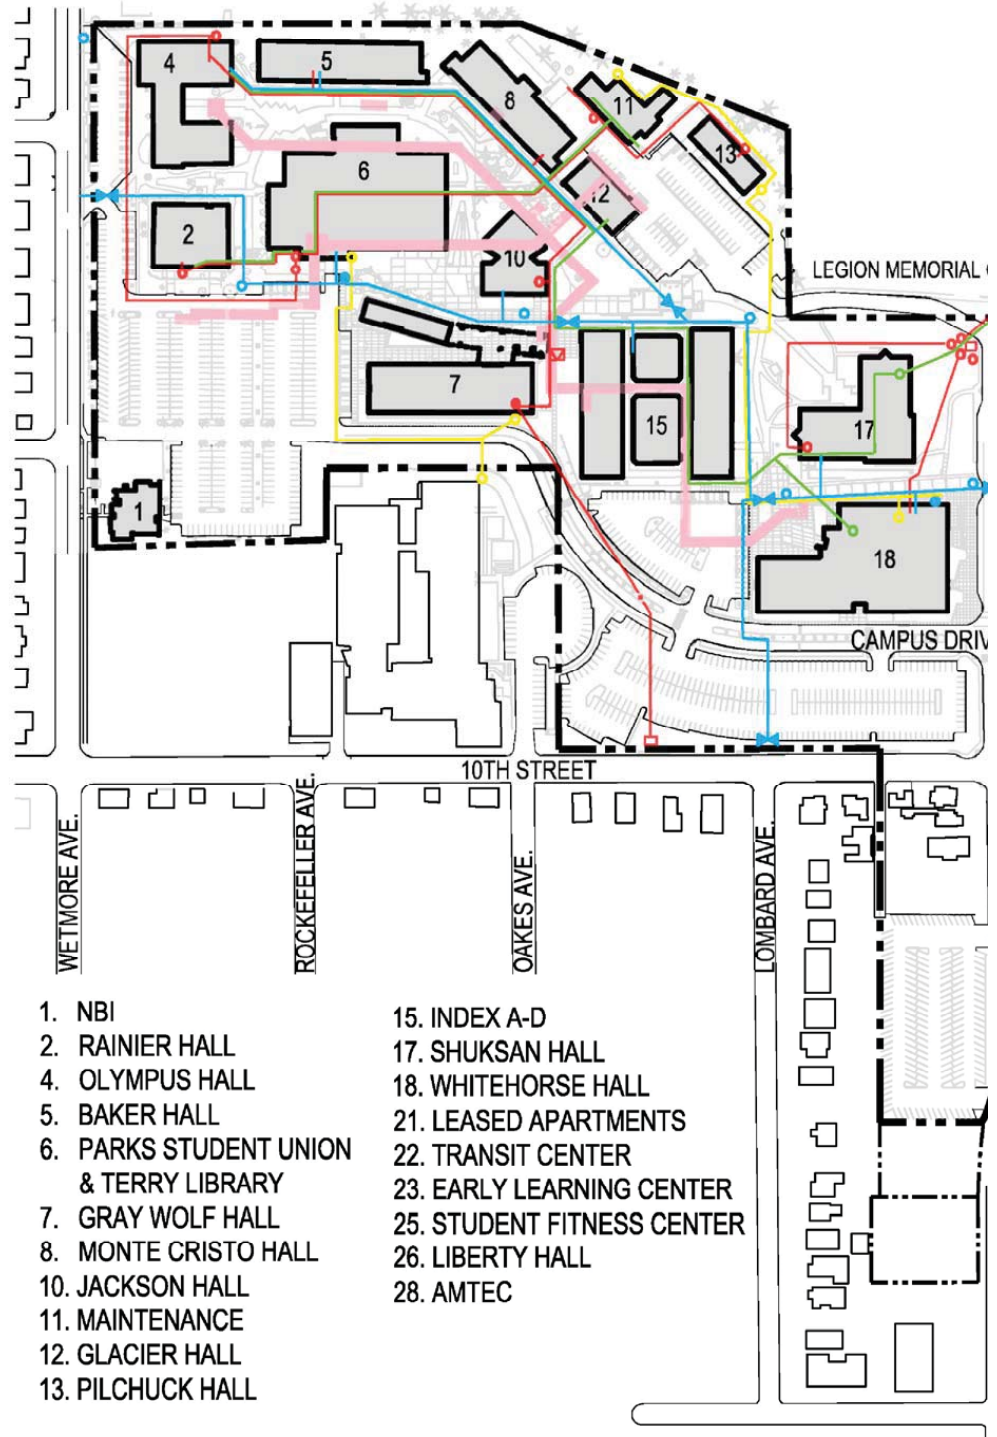 4
5
8
11
13
6
12
2
10
LEGION MEMORIAL
7
15
17
1
18
CAMPUS DRIV
10TH STREET
WETMORE AVE.
ROCKEFELLER AVE.
OAKES AVE.
LOMBARD AVE.
1. NBI
2. RAINIER HALL
4. OLYMPUS HALL
5. BAKER HALL
6. PARKS STUDENT UNION
& TERRY LIBRARY
7. GRAY WOLF HALL
8. MONTE CRISTO HALL
10. JACKSON HALL
11. MAINTENANCE
12. GLACIER HALL
13. PILCHUCK HALL
15. INDEX A-D
17. SHUKSAN HALL
18. WHITEHORSE HALL
21. LEASED APARTMENTS
22. TRANSIT CENTER
23. EARLY LEARNING CENTER
25. STUDENT FITNESS CENTER
26. LIBERTY HALL
28. AMTEC